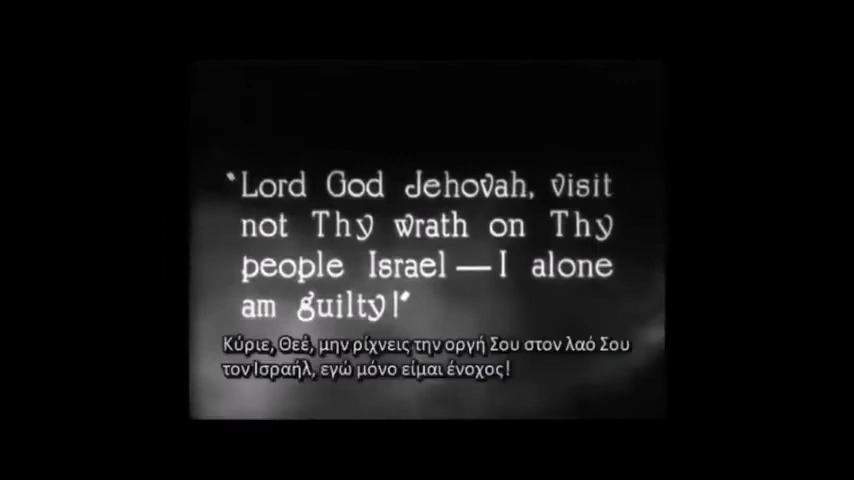 "Lord God Jehovah, visit
not Thy wrath on Thy
people Israel — I alone
am guilty!"
Κύριε, Θεέ, μην ρίχνεις την οργή Σου στον λαό Σου
τον Ισραήλ, εγώ μόνο είμαι ένοχος!